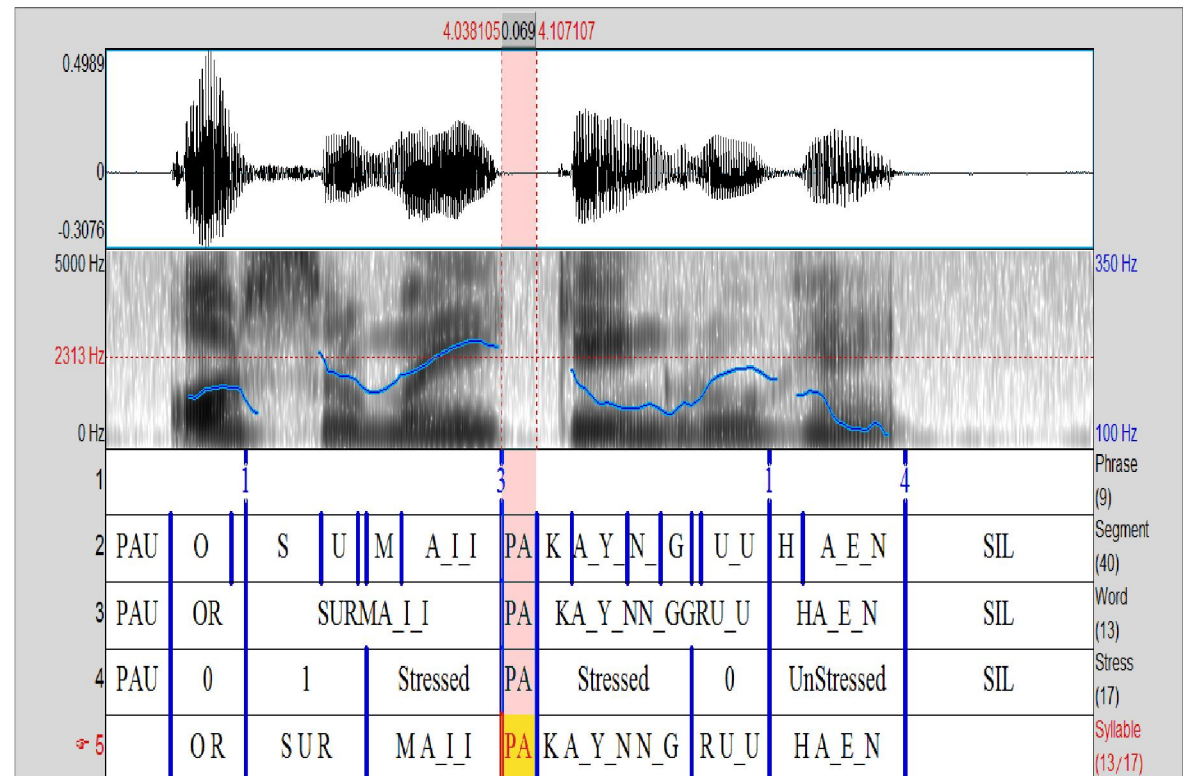 4.038105 0.069 4.107107
0.4989
0
-0.3076
5000 Hz 350 Hz
2313 Hz
0 Hz 100 Hz
1 1 3 1 4 Phrase (9)
2 PAU O S U M A_I_I PA K A_Y_N_G U_U H A_E_N SIL Segment (40)
3 PAU OR SURMA_I_I PA KA_Y_NN_GGRU_U HA_E_N SIL Word (13)
4 PAU 0 1 Stressed PA Stressed 0 UnStressed SIL Stress (17)
5 OR SUR MA_I_I PA KA_Y_NN_G RU_U HA_E_N Syllable (13/17)